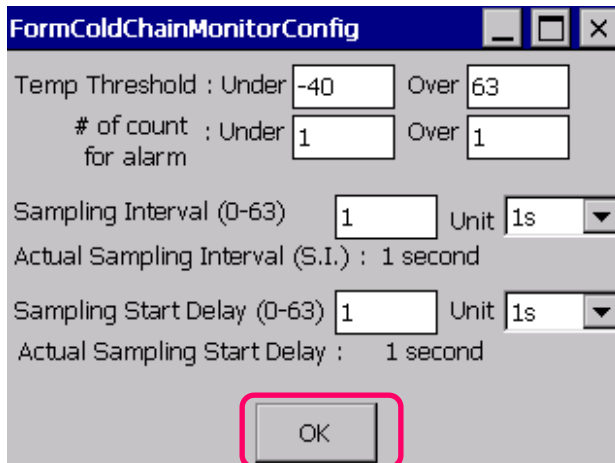 FormColdChainMonitorConfig
Temp Threshold : Under -40 Over 63
# of count for alarm : Under 1 Over 1
Sampling Interval (0-63) 1 Unit 1s
Actual Sampling Interval (S.I.) : 1 second
Sampling Start Delay (0-63) 1 Unit 1s
Actual Sampling Start Delay : 1 second
OK